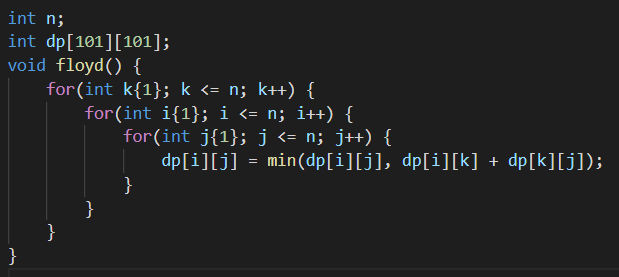 int n;
int dp[101][101];
void floyd() {
    for(int k{1}; k <= n; k++) {
        for(int i{1}; i <= n; i++) {
            for(int j{1}; j <= n; j++) {
                dp[i][j] = min(dp[i][j], dp[i][k] + dp[k][j]);
            }
        }
    }
}